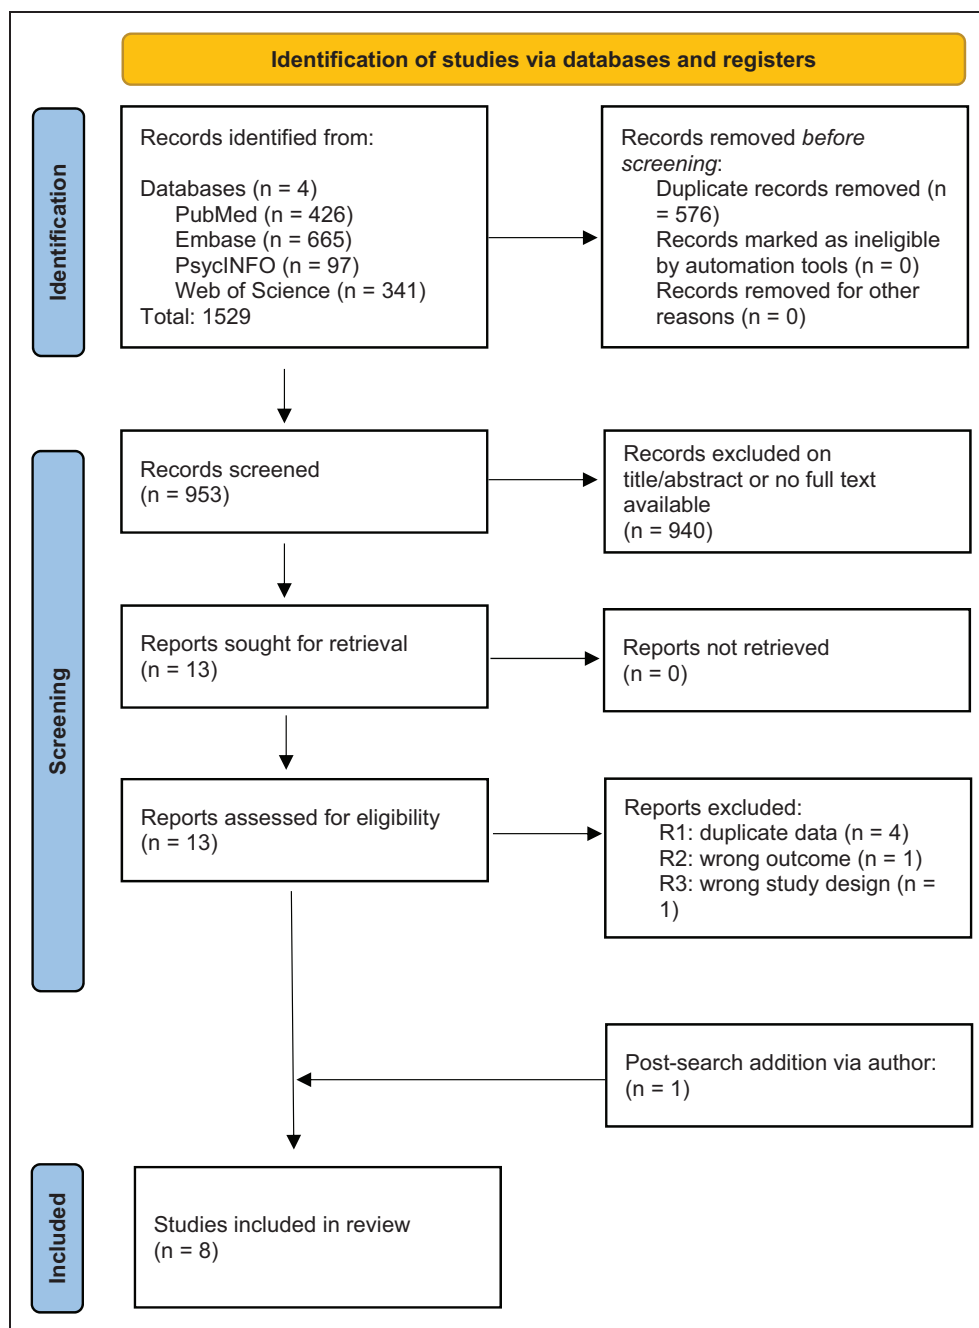 Identification of studies via databases and registers
Identification
Records identified from:
Databases (n = 4)
PubMed (n = 426)
Embase (n = 665)
PsycINFO (n = 97)
Web of Science (n = 341)
Total: 1529
Records removed before
screening:
Duplicate records removed (n
= 576)
Records marked as ineligible
by automation tools (n = 0)
Records removed for other
reasons (n = 0)
Screening
Records screened
(n = 953)
Records excluded on
title/abstract or no full text
available
(n = 940)
Reports sought for retrieval
(n = 13)
Reports not retrieved
(n = 0)
Reports assessed for eligibility
(n = 13)
Reports excluded:
R1: duplicate data (n = 4)
R2: wrong outcome (n = 1)
R3: wrong study design (n =
1)
Post-search addition via author:
(n = 1)
Included
Studies included in review
(n = 8)